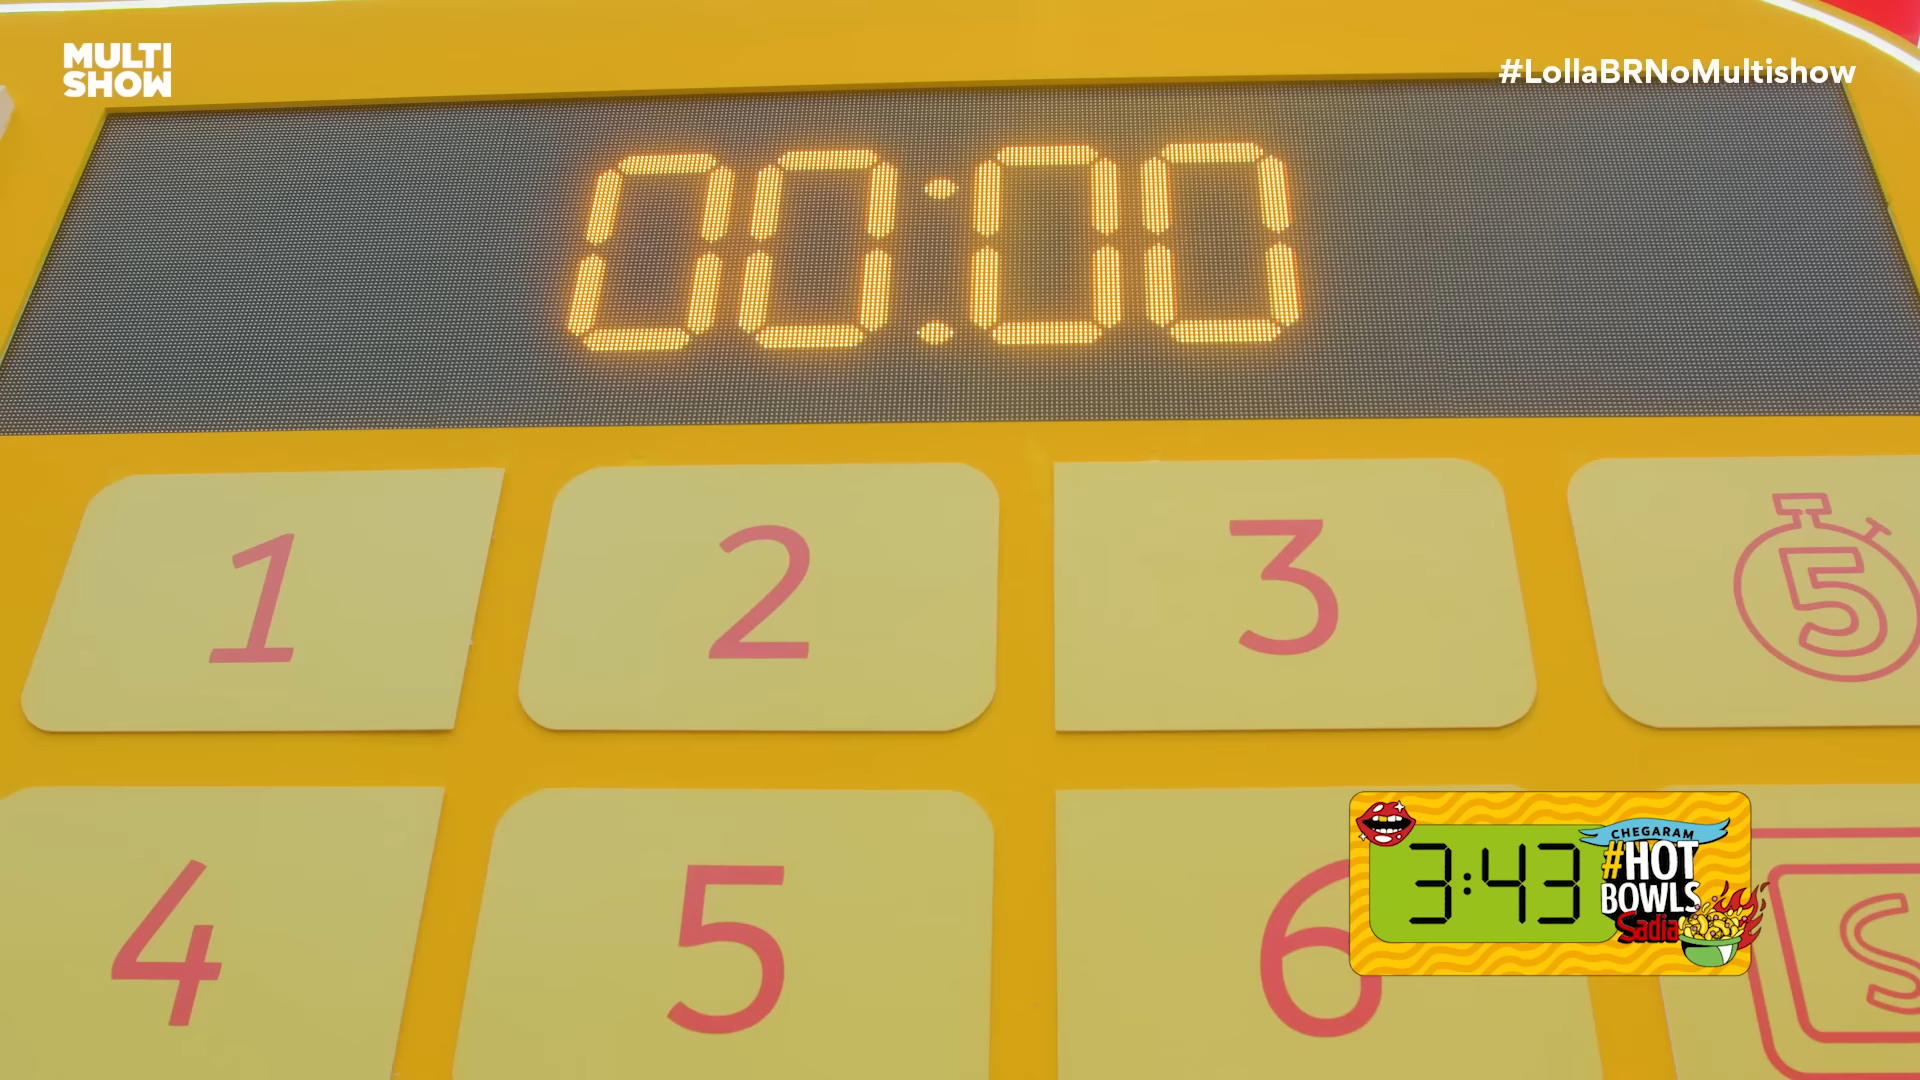 MULTI
SHOW
#LollaBRNoMultishow
00:00
1 2 3 5
4 5 6 S
CHEGARAM
3:43 #HOT
BOWLS
Sadia